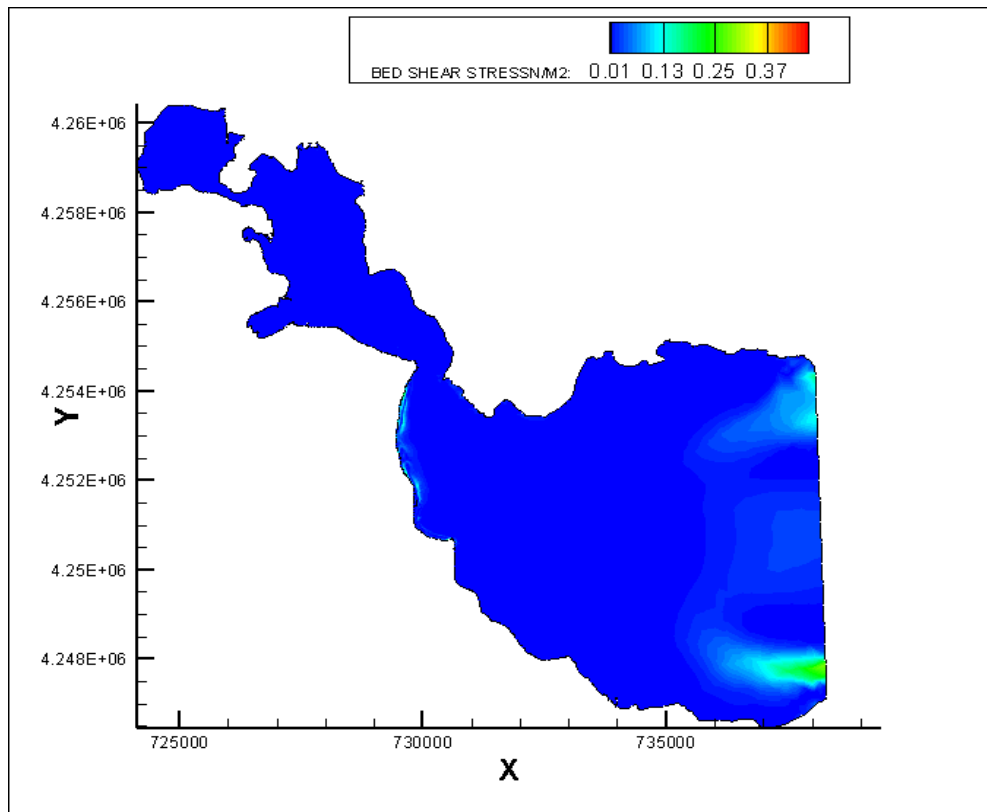 BED SHEAR STRESSN/M2: 0.01 0.13 0.25 0.37
4.26E+06
4.258E+06
4.256E+06
4.254E+06
Y
4.252E+06
4.25E+06
4.248E+06
725000 730000 735000
X